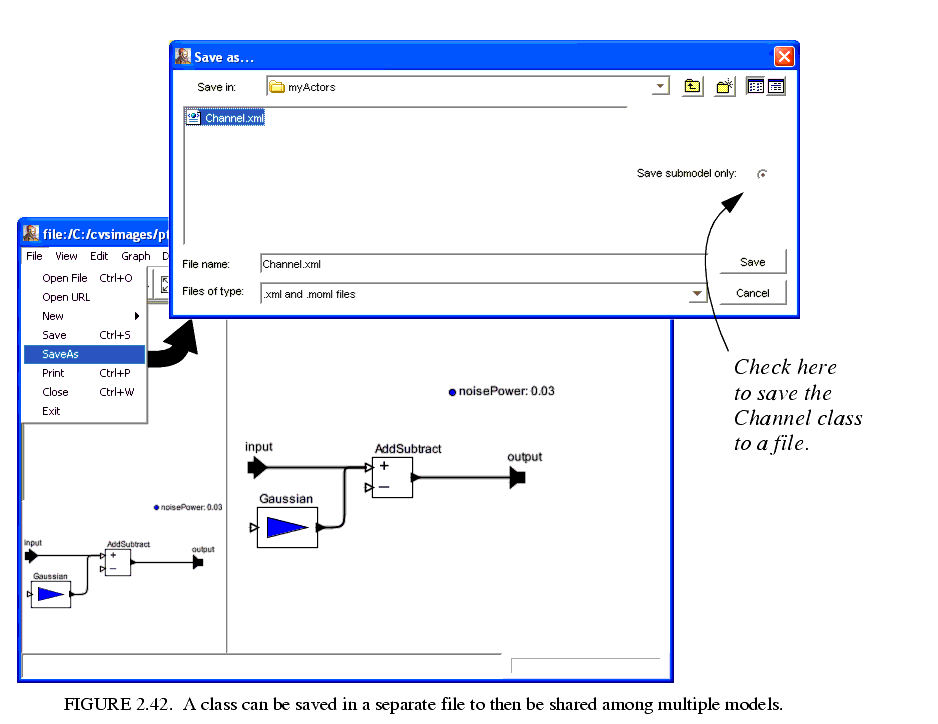 Save as...
Save in:
myActors
Channel.xml
Save submodel only:
File name:
Channel.xml
Save
Files of type:
.xml and .moml files
Cancel
file:/C:/cvsimages/pt
File View Edit Graph D
Open File Ctrl+O
Open URL
New
Save Ctrl+S
SaveAs
Print Ctrl+P
Close Ctrl+W
Exit
Check here
to save the
Channel class
to a file.
noisePower: 0.03
input
AddSubtract
output
+
−
Gaussian
noisePower: 0.03
input
AddSubtract
output
+
−
Gaussian
FIGURE 2.42. A class can be saved in a separate file to then be shared among multiple models.